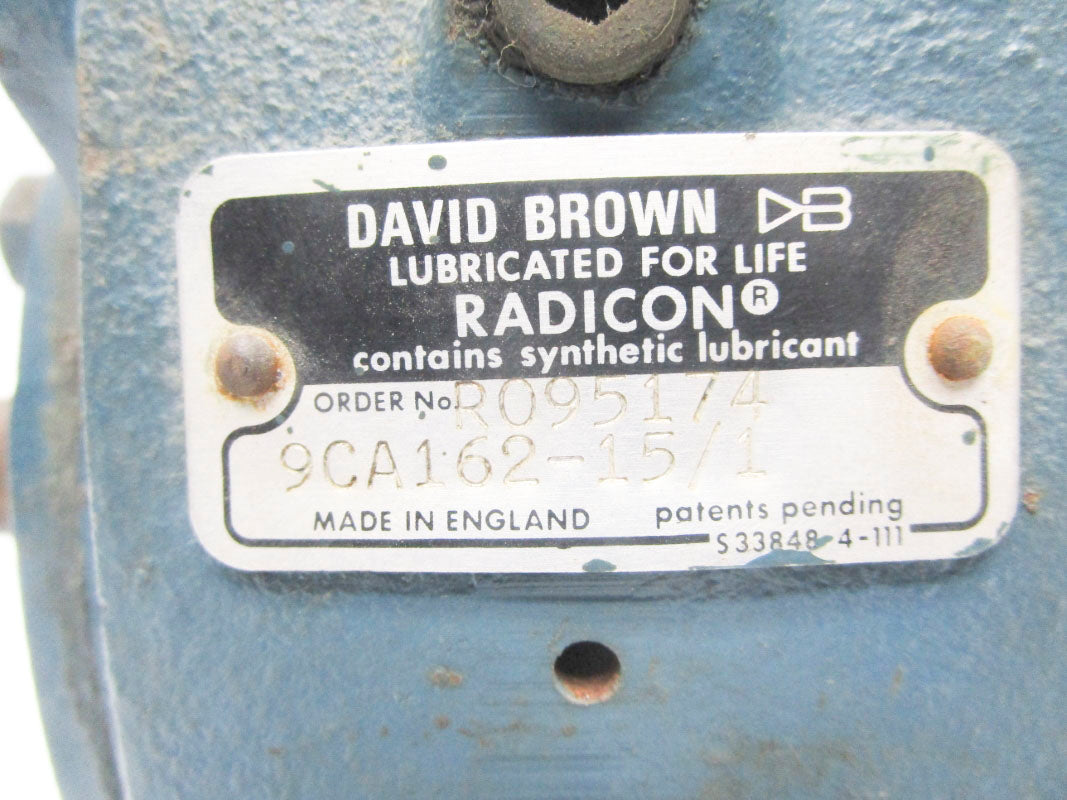 DAVID BROWN DB
LUBRICATED FOR LIFE
RADICON®
contains synthetic lubricant
ORDER No. R095174
9CA162-15/1
MADE IN ENGLAND patents pending
S33848 4-111